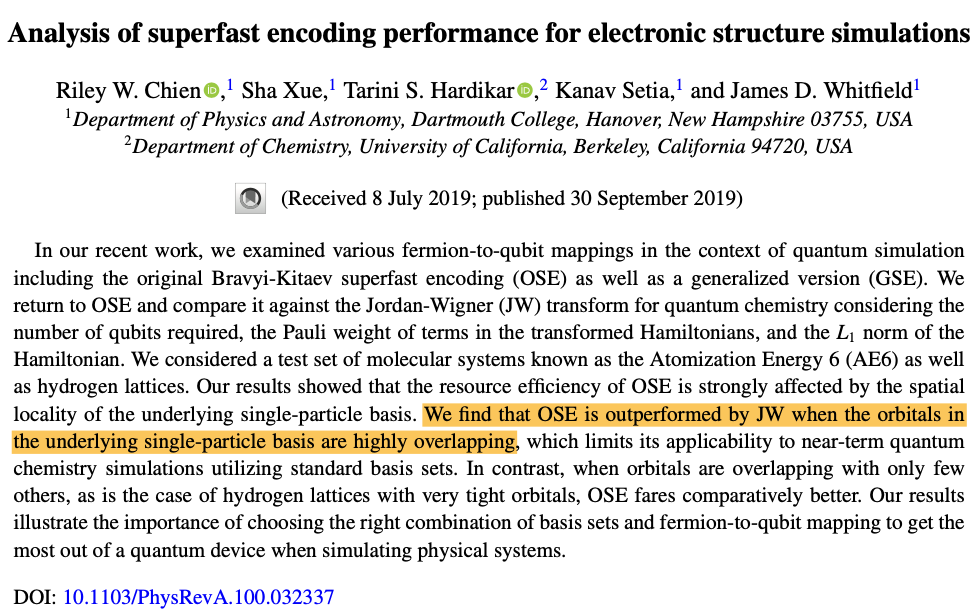 Analysis of superfast encoding performance for electronic structure simulations
Riley W. Chien,1 Sha Xue,1 Tarini S. Hardikar,2 Kanav Setia,1 and James D. Whitfield1
1Department of Physics and Astronomy, Dartmouth College, Hanover, New Hampshire 03755, USA
2Department of Chemistry, University of California, Berkeley, California 94720, USA
(Received 8 July 2019; published 30 September 2019)
In our recent work, we examined various fermion-to-qubit mappings in the context of quantum simulation
including the original Bravyi-Kitaev superfast encoding (OSE) as well as a generalized version (GSE). We
return to OSE and compare it against the Jordan-Wigner (JW) transform for quantum chemistry considering the
number of qubits required, the Pauli weight of terms in the transformed Hamiltonians, and the L1 norm of the
Hamiltonian. We considered a test set of molecular systems known as the Atomization Energy 6 (AE6) as well
as hydrogen lattices. Our results showed that the resource efficiency of OSE is strongly affected by the spatial
locality of the underlying single-particle basis. We find that OSE is outperformed by JW when the orbitals in
the underlying single-particle basis are highly overlapping, which limits its applicability to near-term quantum
chemistry simulations utilizing standard basis sets. In contrast, when orbitals are overlapping with only few
others, as is the case of hydrogen lattices with very tight orbitals, OSE fares comparatively better. Our results
illustrate the importance of choosing the right combination of basis sets and fermion-to-qubit mapping to get the
most out of a quantum device when simulating physical systems.
DOI: 10.1103/PhysRevA.100.032337